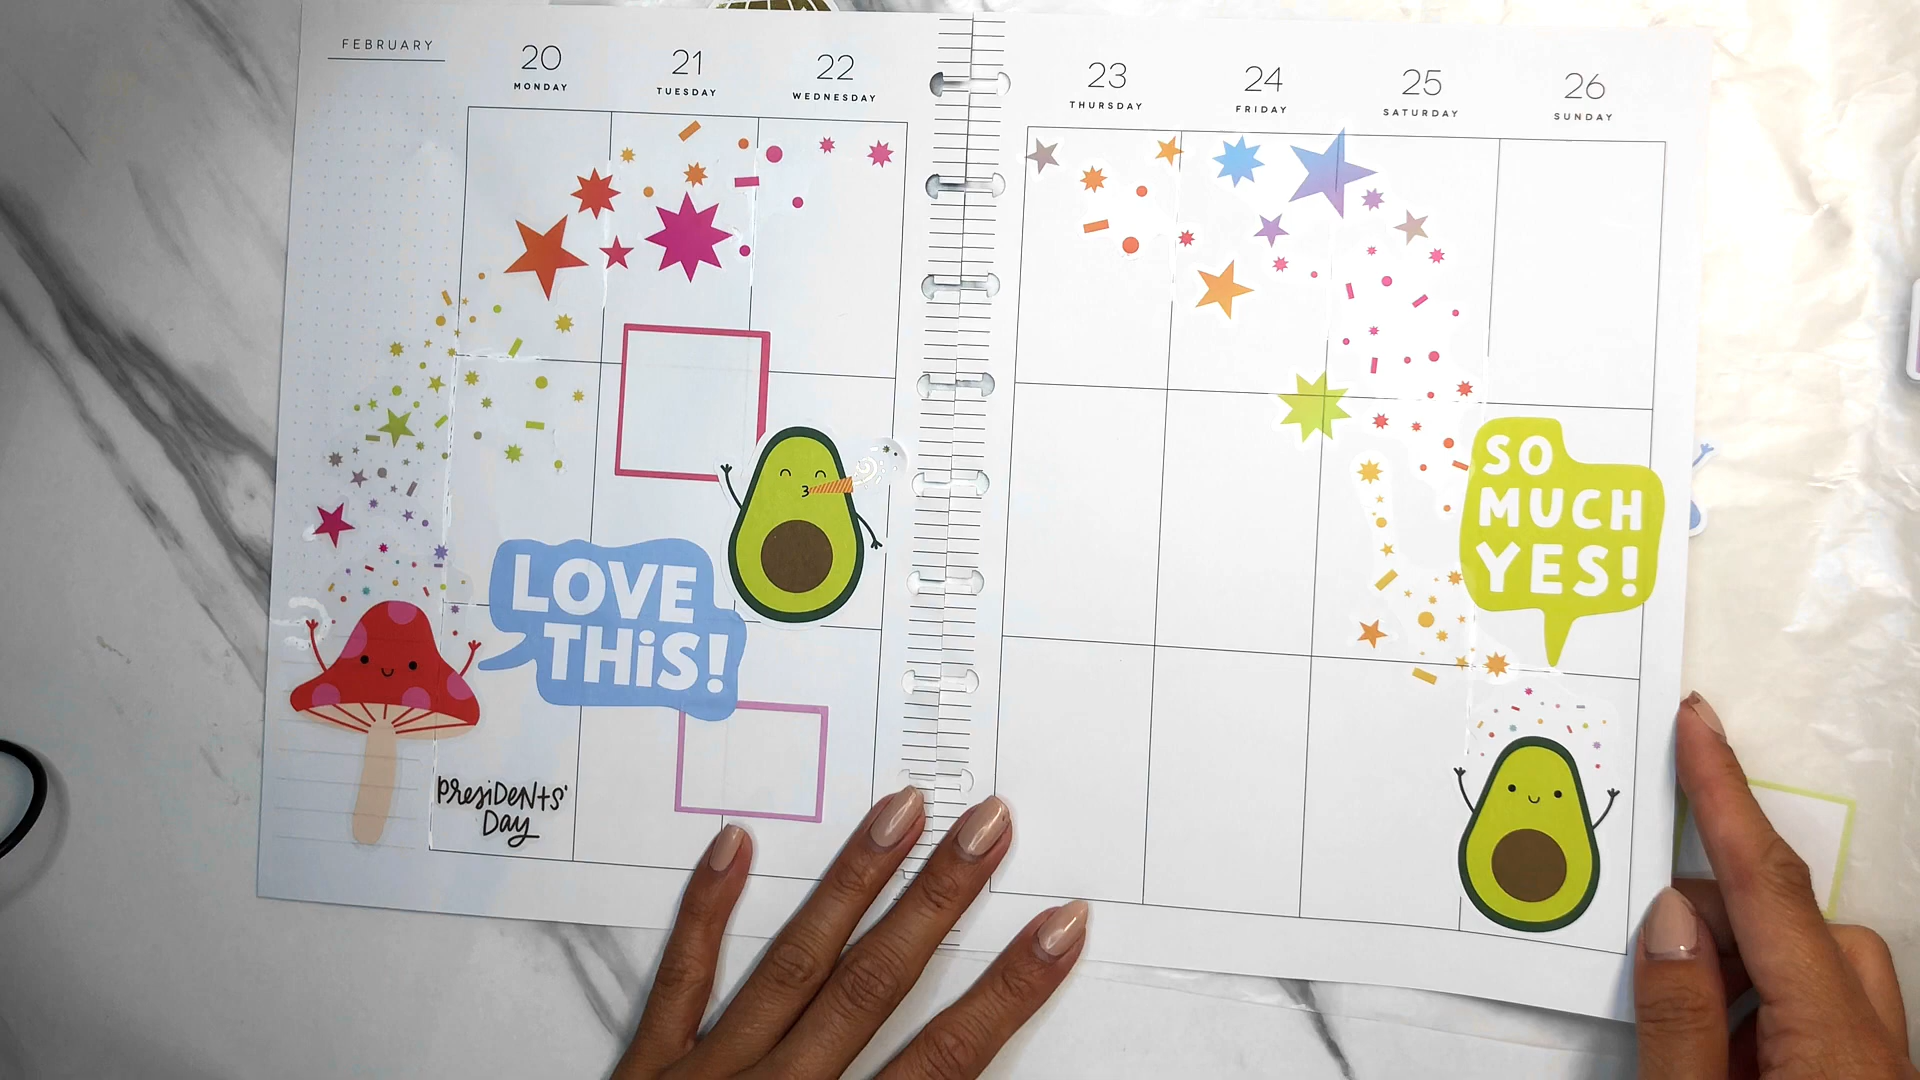 FEBRUARY
20
MONDAY
21
TUESDAY
22
WEDNESDAY
23
THURSDAY
24
FRIDAY
25
SATURDAY
26
SUNDAY
LOVE
THiS!
PresiDeNts'
Day
SO
MUCH
YES!